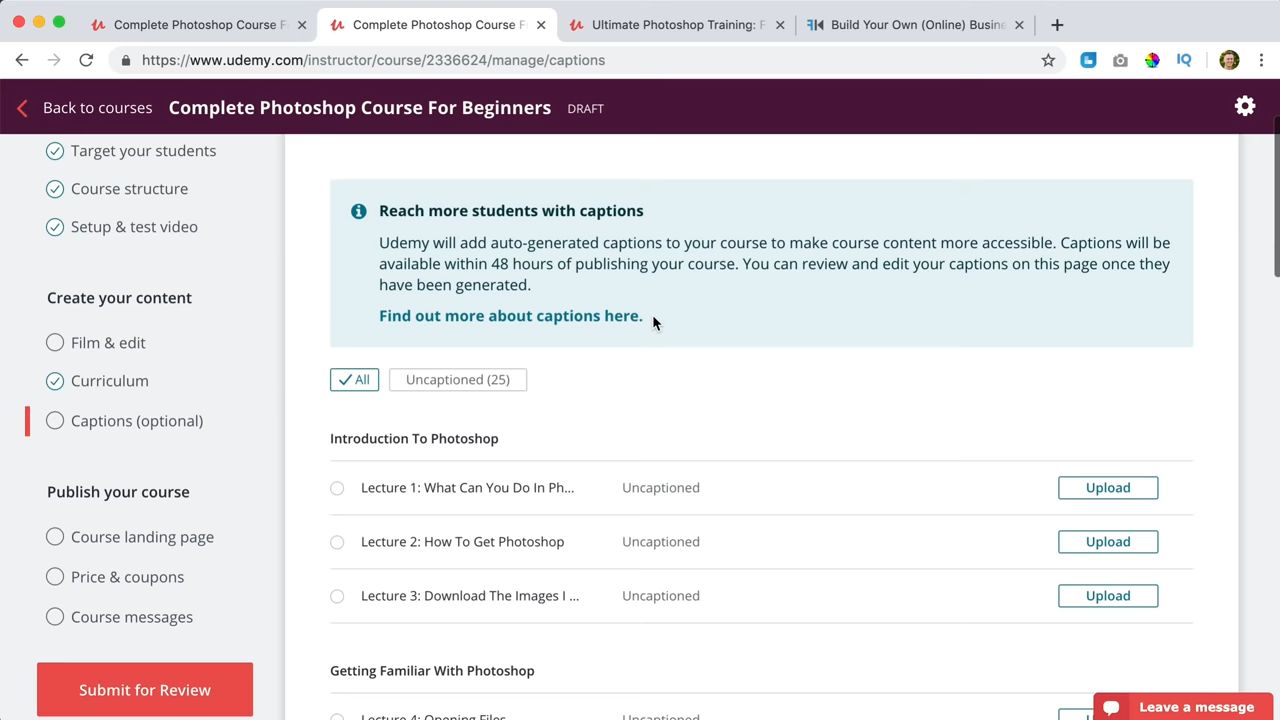 Complete Photoshop Course F
Complete Photoshop Course F
Ultimate Photoshop Training: F
Build Your Own (Online) Busine
https://www.udemy.com/instructor/course/2336624/manage/captions
IQ
Back to courses
Complete Photoshop Course For Beginners
DRAFT
Target your students
Course structure
Setup & test video
Create your content
Film & edit
Curriculum
Captions (optional)
Publish your course
Course landing page
Price & coupons
Course messages
Submit for Review
Reach more students with captions
Udemy will add auto-generated captions to your course to make course content more accessible. Captions will be
available within 48 hours of publishing your course. You can review and edit your captions on this page once they
have been generated.
Find out more about captions here.
All
Uncaptioned (25)
Introduction To Photoshop
Lecture 1: What Can You Do In Ph...
Uncaptioned
Upload
Lecture 2: How To Get Photoshop
Uncaptioned
Upload
Lecture 3: Download The Images I ...
Uncaptioned
Upload
Getting Familiar With Photoshop
Lecture 4: Opening Files
Uncaptioned
Leave a message